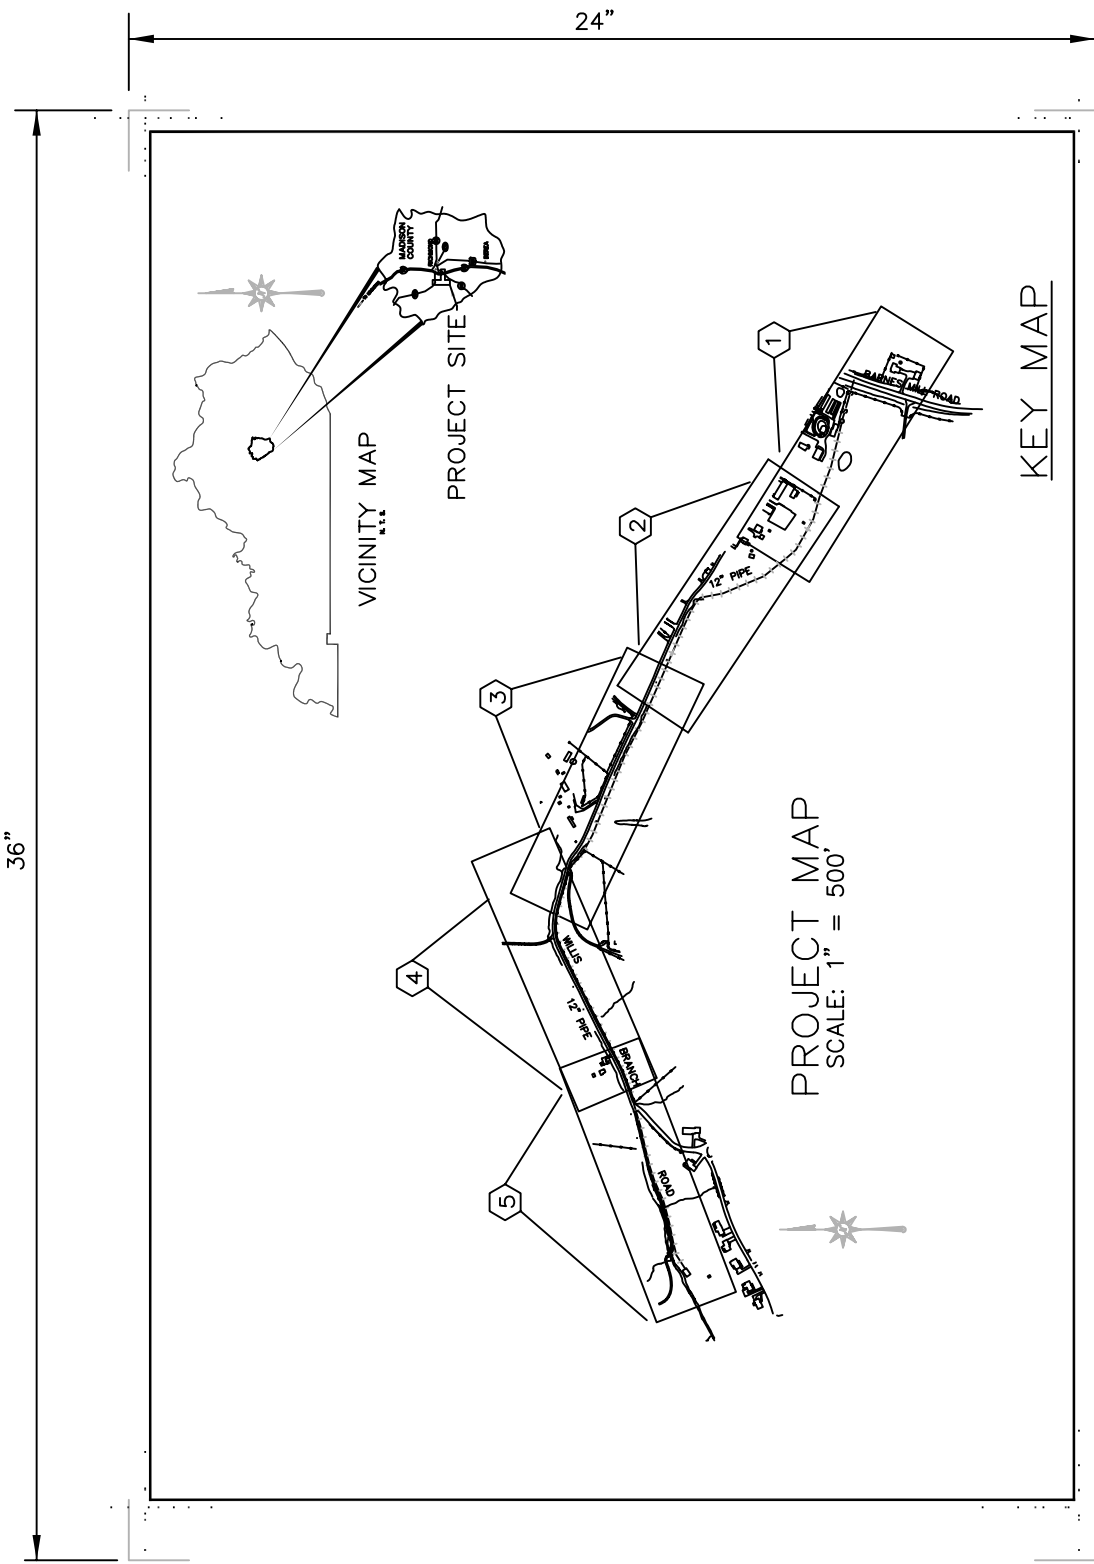 24”
36”
MADISON
COUNTY
RICHMOND
BEREA
PROJECT SITE
VICINITY MAP
N. T. S.
1
2
3
4
5
BARNES MILL ROAD
12" PIPE
WILLIS
12" PIPE
BRANCH
ROAD
PROJECT MAP
SCALE: 1" = 500'
KEY MAP